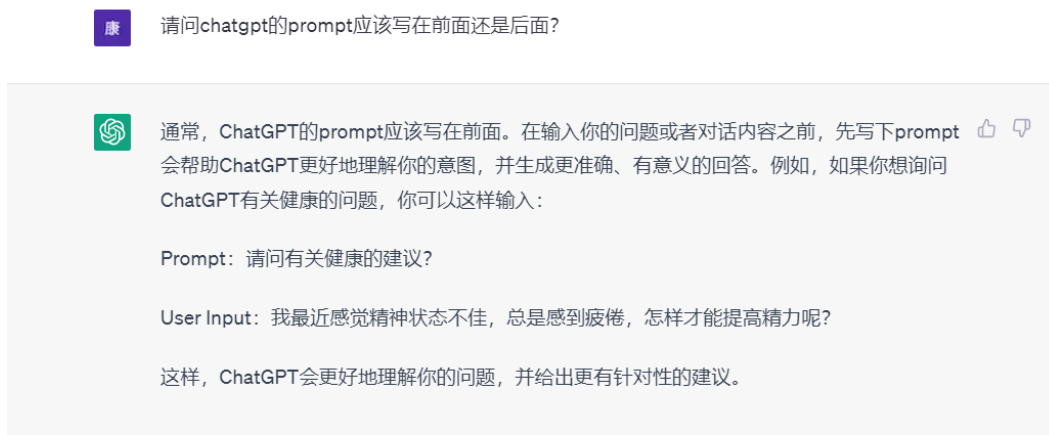 康
请问chatgpt的prompt应该写在前面还是后面?
通常，ChatGPT的prompt应该写在前面。在输入你的问题或者对话内容之前，先写下prompt
会帮助ChatGPT更好地理解你的意图，并生成更准确、有意义的回答。例如，如果你想询问
ChatGPT有关健康的问题，你可以这样输入：
Prompt：请问有关健康的建议?
User Input：我最近感觉精神状态不佳，总是感到疲倦，怎样才能提高精力呢?
这样，ChatGPT会更好地理解你的问题，并给出更有针对性的建议。